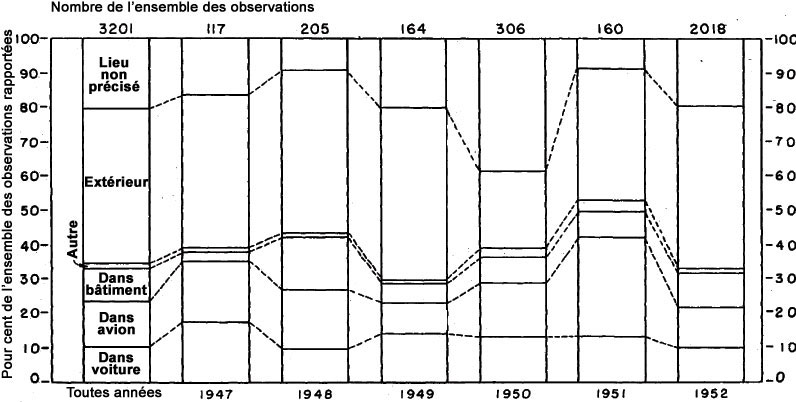 Nombre de l'ensemble des observations
3201 117 205 164 306 160 2018
Pour cent de l'ensemble des observations rapportées
100 100
90 90
80 80
70 70
60 60
50 50
40 40
30 30
20 20
10 10
0 0
Lieu
non
précisé
Extérieur
Autre
Dans
bâtiment
Dans
avion
Dans
voiture
Toutes années 1947 1948 1949 1950 1951 1952